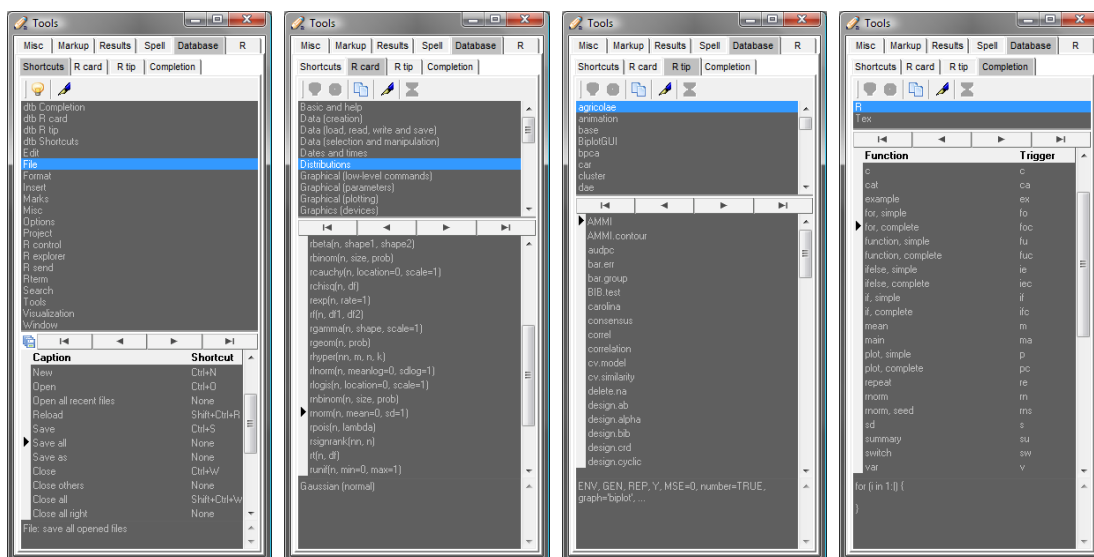 Tools
Misc Markup Results Spell Database R
Shortcuts R card R tip Completion
dtb Completion
dtb R card
dtb R tip
dtb Shortcuts
Edit
File
Format
Insert
Marks
Misc
Options
Project
R control
R explorer
R send
Rterm
Search
Tools
Visualization
Window
Caption Shortcut
New Ctrl+N
Open Ctrl+O
Open all recent files None
Reload Shift+Ctrl+R
Save Ctrl+S
Save all None
Save as None
Close Ctrl+W
Close others None
Close all Shift+Ctrl+W
Close all right None
File: save all opened files
Tools
Misc Markup Results Spell Database R
Shortcuts R card R tip Completion
Basic and help
Data (creation)
Data (load, read, write and save)
Data (selection and manipulation)
Dates and times
Distributions
Graphical (low-level commands)
Graphical (parameters)
Graphical (plotting)
Graphics (devices)
rbeta(n, shape1, shape2)
rbinom(n, size, prob)
rcauchy(n, location=0, scale=1)
rchisq(n, df)
rexp(n, rate=1)
rf(n, df1, df2)
rgamma(n, shape, scale=1)
rgeom(n, prob)
rhyper(nn, m, n, k)
rlnorm(n, meanlog=0, sdlog=1)
rlogis(n, location=0, scale=1)
rnbinom(n, size, prob)
rnorm(n, mean=0, sd=1)
rpois(n, lambda)
rsignrank(nn, n)
rt(n, df)
runif(n, min=0, max=1)
Gaussian (normal)
Tools
Misc Markup Results Spell Database R
Shortcuts R card R tip Completion
agricolae
animation
base
BiplotGUI
bpca
car
cluster
dae
AMMI
AMMI.contour
audpc
bar.err
bar.group
BIB.test
carolina
consensus
correl
correlation
cv.model
cv.similarity
delete.na
design.ab
design.alpha
design.bib
design.crd
design.cyclic
ENV, GEN, REP, Y, MSE=0, number=TRUE,
graph='biplot', ...
Tools
Misc Markup Results Spell Database R
Shortcuts R card R tip Completion
R
Tex
Function Trigger
c c
cat ca
example ex
for, simple fo
for, complete foc
function, simple fu
function, complete fuc
ifelse, simple ie
ifelse, complete iec
if, simple if
if, complete ifc
mean m
main ma
plot, simple p
plot, complete pc
repeat re
rnorm rn
rnorm, seed rns
sd s
summary su
switch sw
var v
for (i in 1:|) {
}